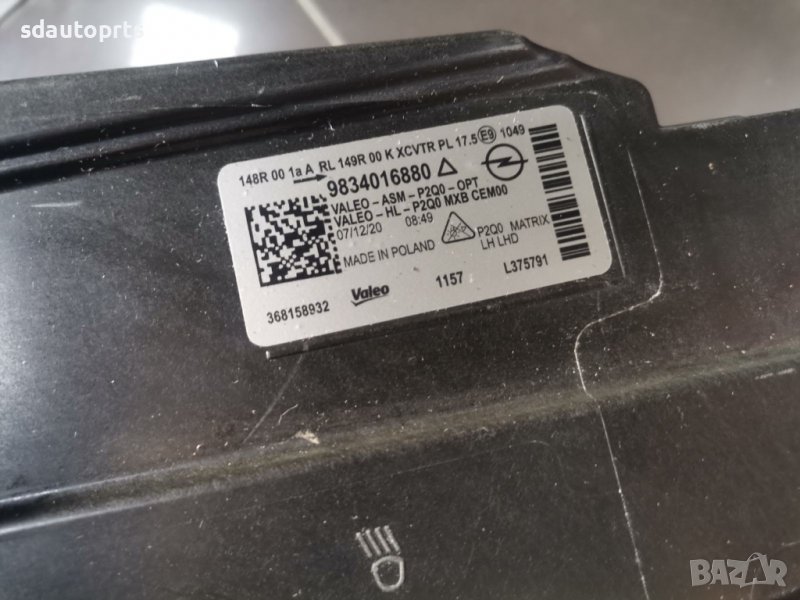 sdautoprts
148R 00 1a A RL 149R 00 K XCVTR PL 17.5 E9 1049
9834016880
VALEO-ASM-P2Q0-OPT
VALEO-HL-P2Q0 MXB CEM00
07/12/20 08:49
MADE IN POLAND
P2Q0 MATRIX
LH LHD
368158932 Valeo 1157 L375791
BAZAR